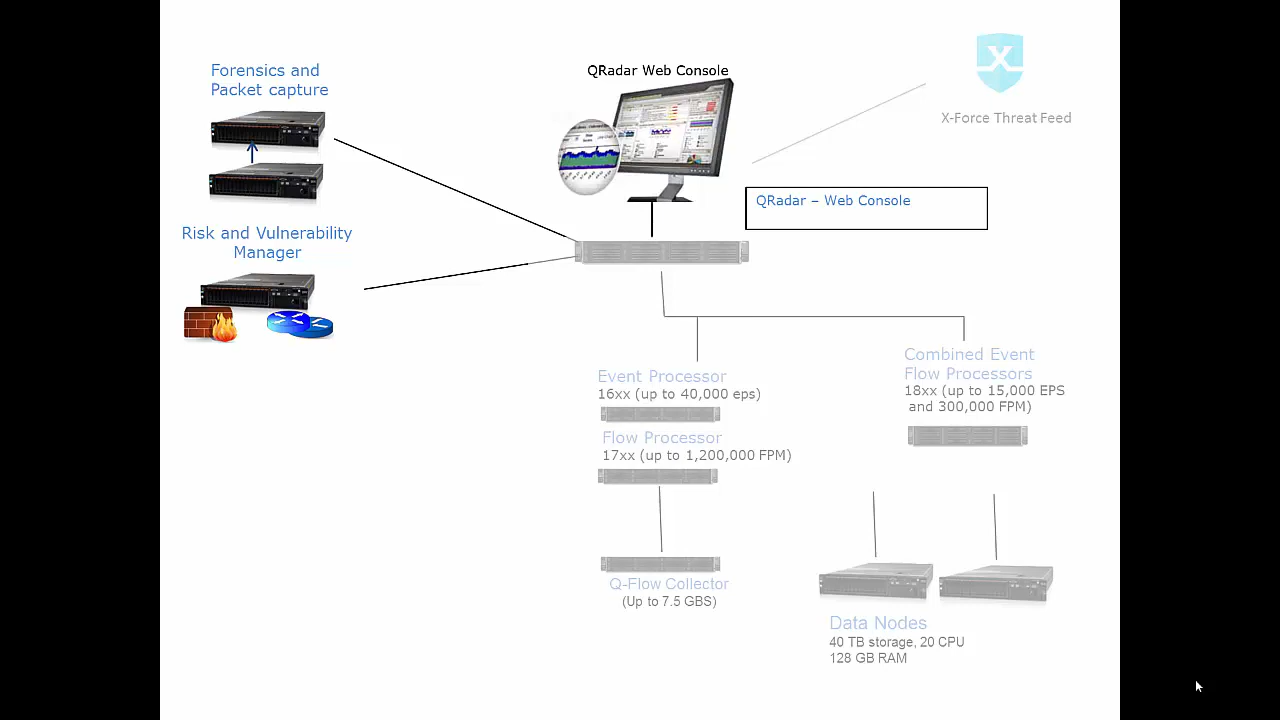 Forensics and
Packet capture
QRadar Web Console
X
X-Force Threat Feed
QRadar – Web Console
Risk and Vulnerability
Manager
Event Processor
16xx (up to 40,000 eps)
Flow Processor
17xx (up to 1,200,000 FPM)
Combined Event
Flow Processors
18xx (up to 15,000 EPS
and 300,000 FPM)
Q-Flow Collector
(Up to 7.5 GBS)
Data Nodes
40 TB storage, 20 CPU
128 GB RAM